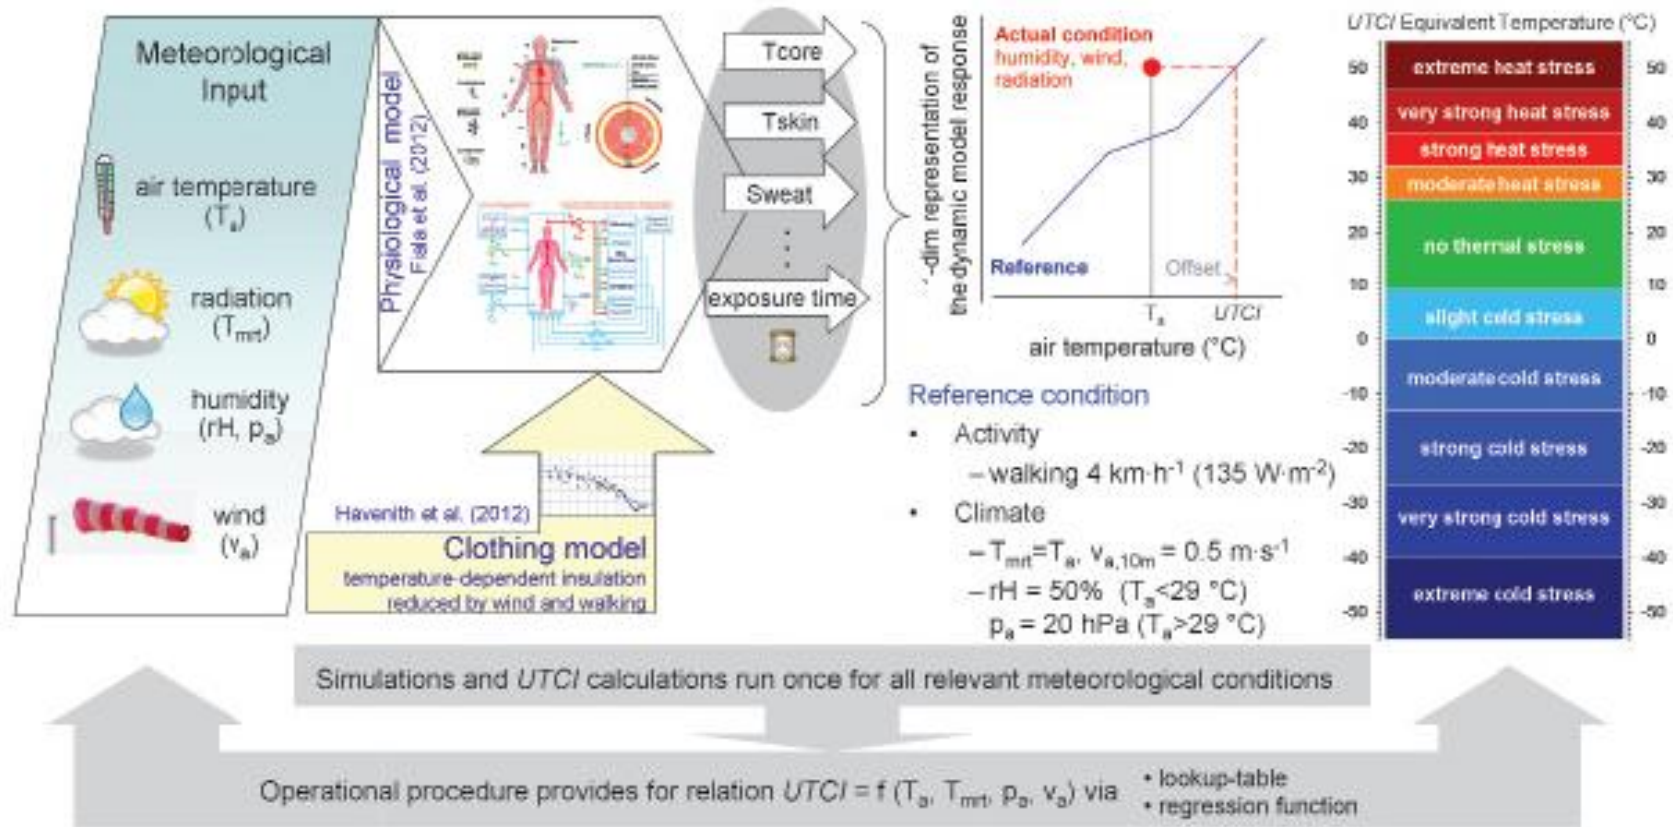 Meteorological
Input
air temperature
(Ta)
radiation
(Tmrt)
humidity
(rH, pa)
wind
(va)
Physiological model
Fiala et al. (2012)
Havenith et al. (2012)
Clothing model
temperature-dependent insulation
reduced by wind and walking
Tcore
Tskin
Sweat
exposure time
-dim representation of
the dynamic model response
Actual condition
humidity, wind,
radiation
Reference
Offset
Ta
UTCI
air temperature (°C)
Reference condition
• Activity
– walking 4 km·h-1 (135 W·m-2)
• Climate
– Tmrt=Ta, va,10m = 0.5 m·s-1
– rH = 50% (Ta<29 °C)
pa = 20 hPa (Ta>29 °C)
UTCI Equivalent Temperature (°C)
50 extreme heat stress 50
40 very strong heat stress 40
strong heat stress
30 moderate heat stress 30
20 no thermal stress 20
10 10
slight cold stress
0 0
-10 moderate cold stress -10
-20 strong cold stress -20
-30 very strong cold stress -30
-40 -40
-50 extreme cold stress -50
Simulations and UTCI calculations run once for all relevant meteorological conditions
Operational procedure provides for relation UTCI = f (Ta, Tmrt, pa, va) via
• lookup-table
• regression function